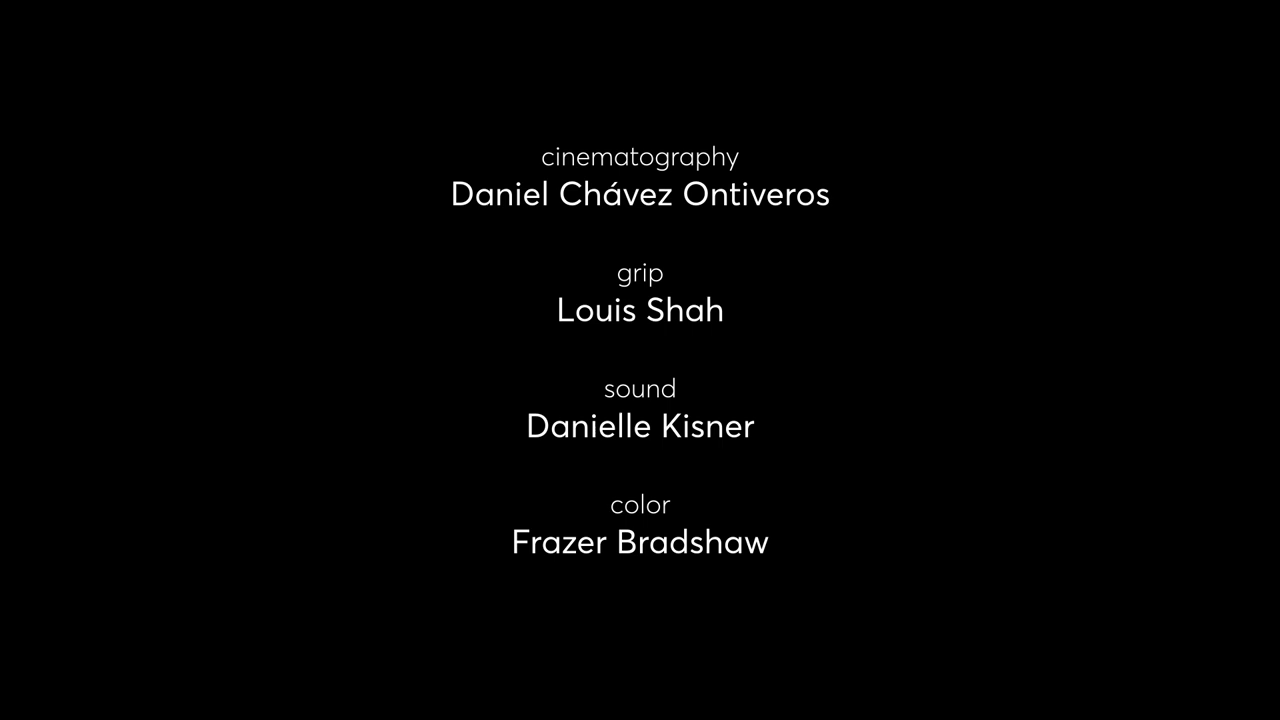 cinematography
Daniel Chávez Ontiveros
grip
Louis Shah
sound
Danielle Kisner
color
Frazer Bradshaw